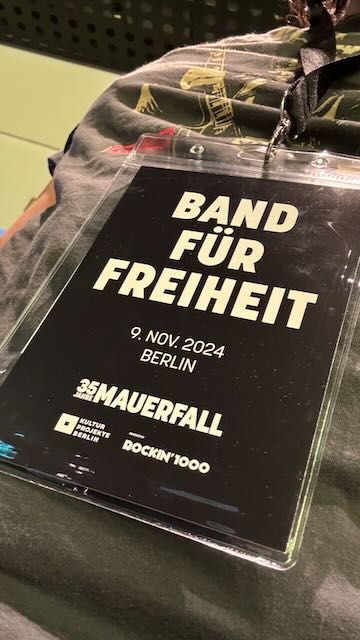 BAND
FÜR
FREIHEIT
9. NOV. 2024
BERLIN
35 JAHRE MAUERFALL
KULTUR
PROJEKTE
BERLIN
ROCKIN'1000